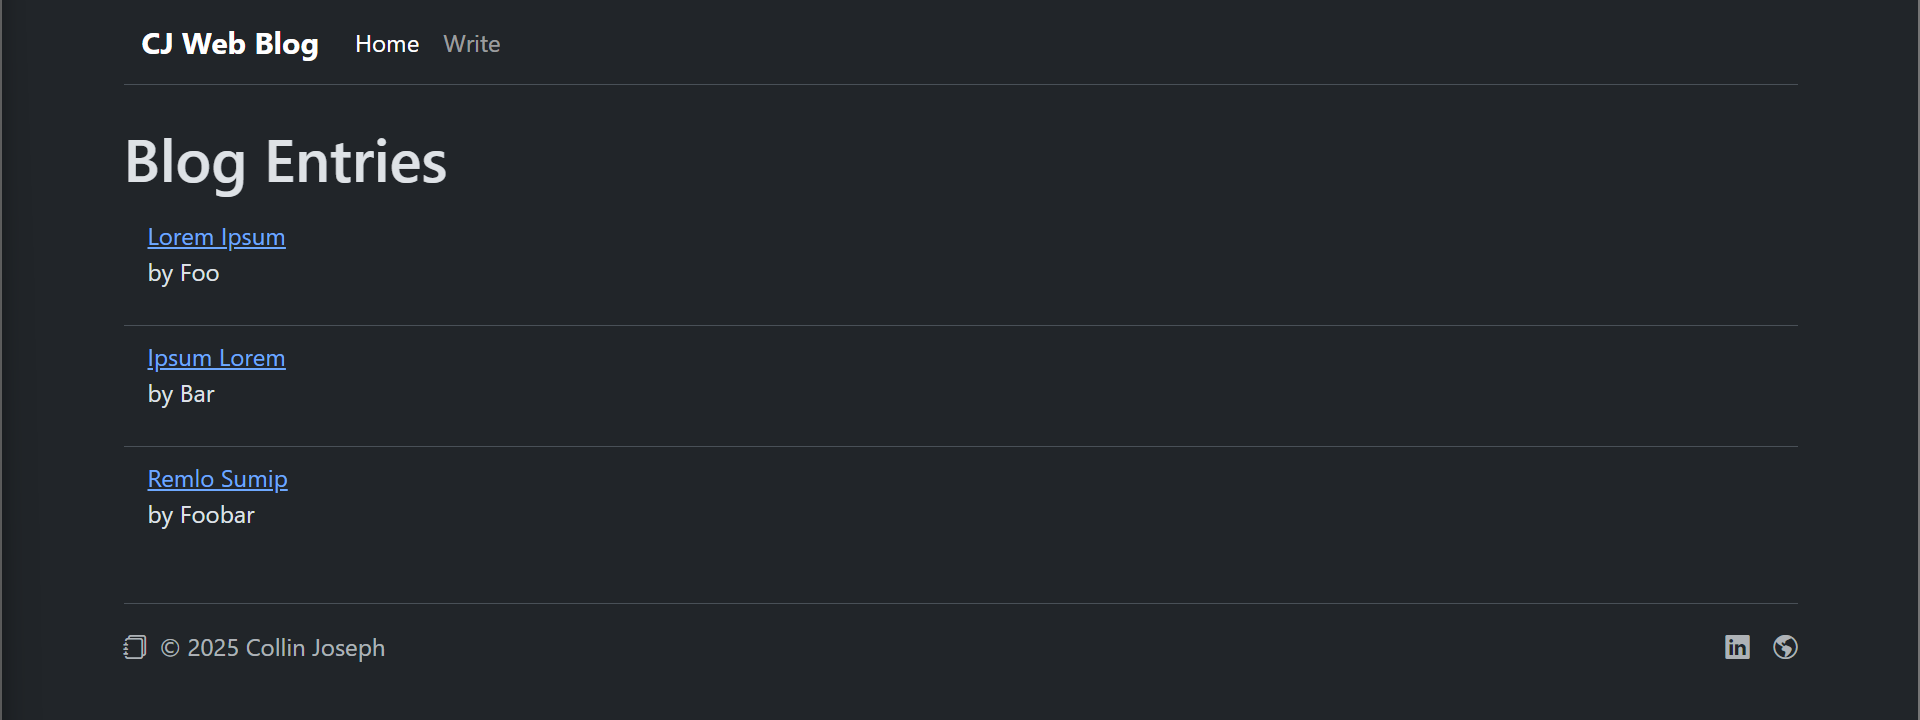 CJ Web Blog Home Write
Blog Entries
Lorem Ipsum
by Foo
Ipsum Lorem
by Bar
Remlo Sumip
by Foobar
© 2025 Collin Joseph in